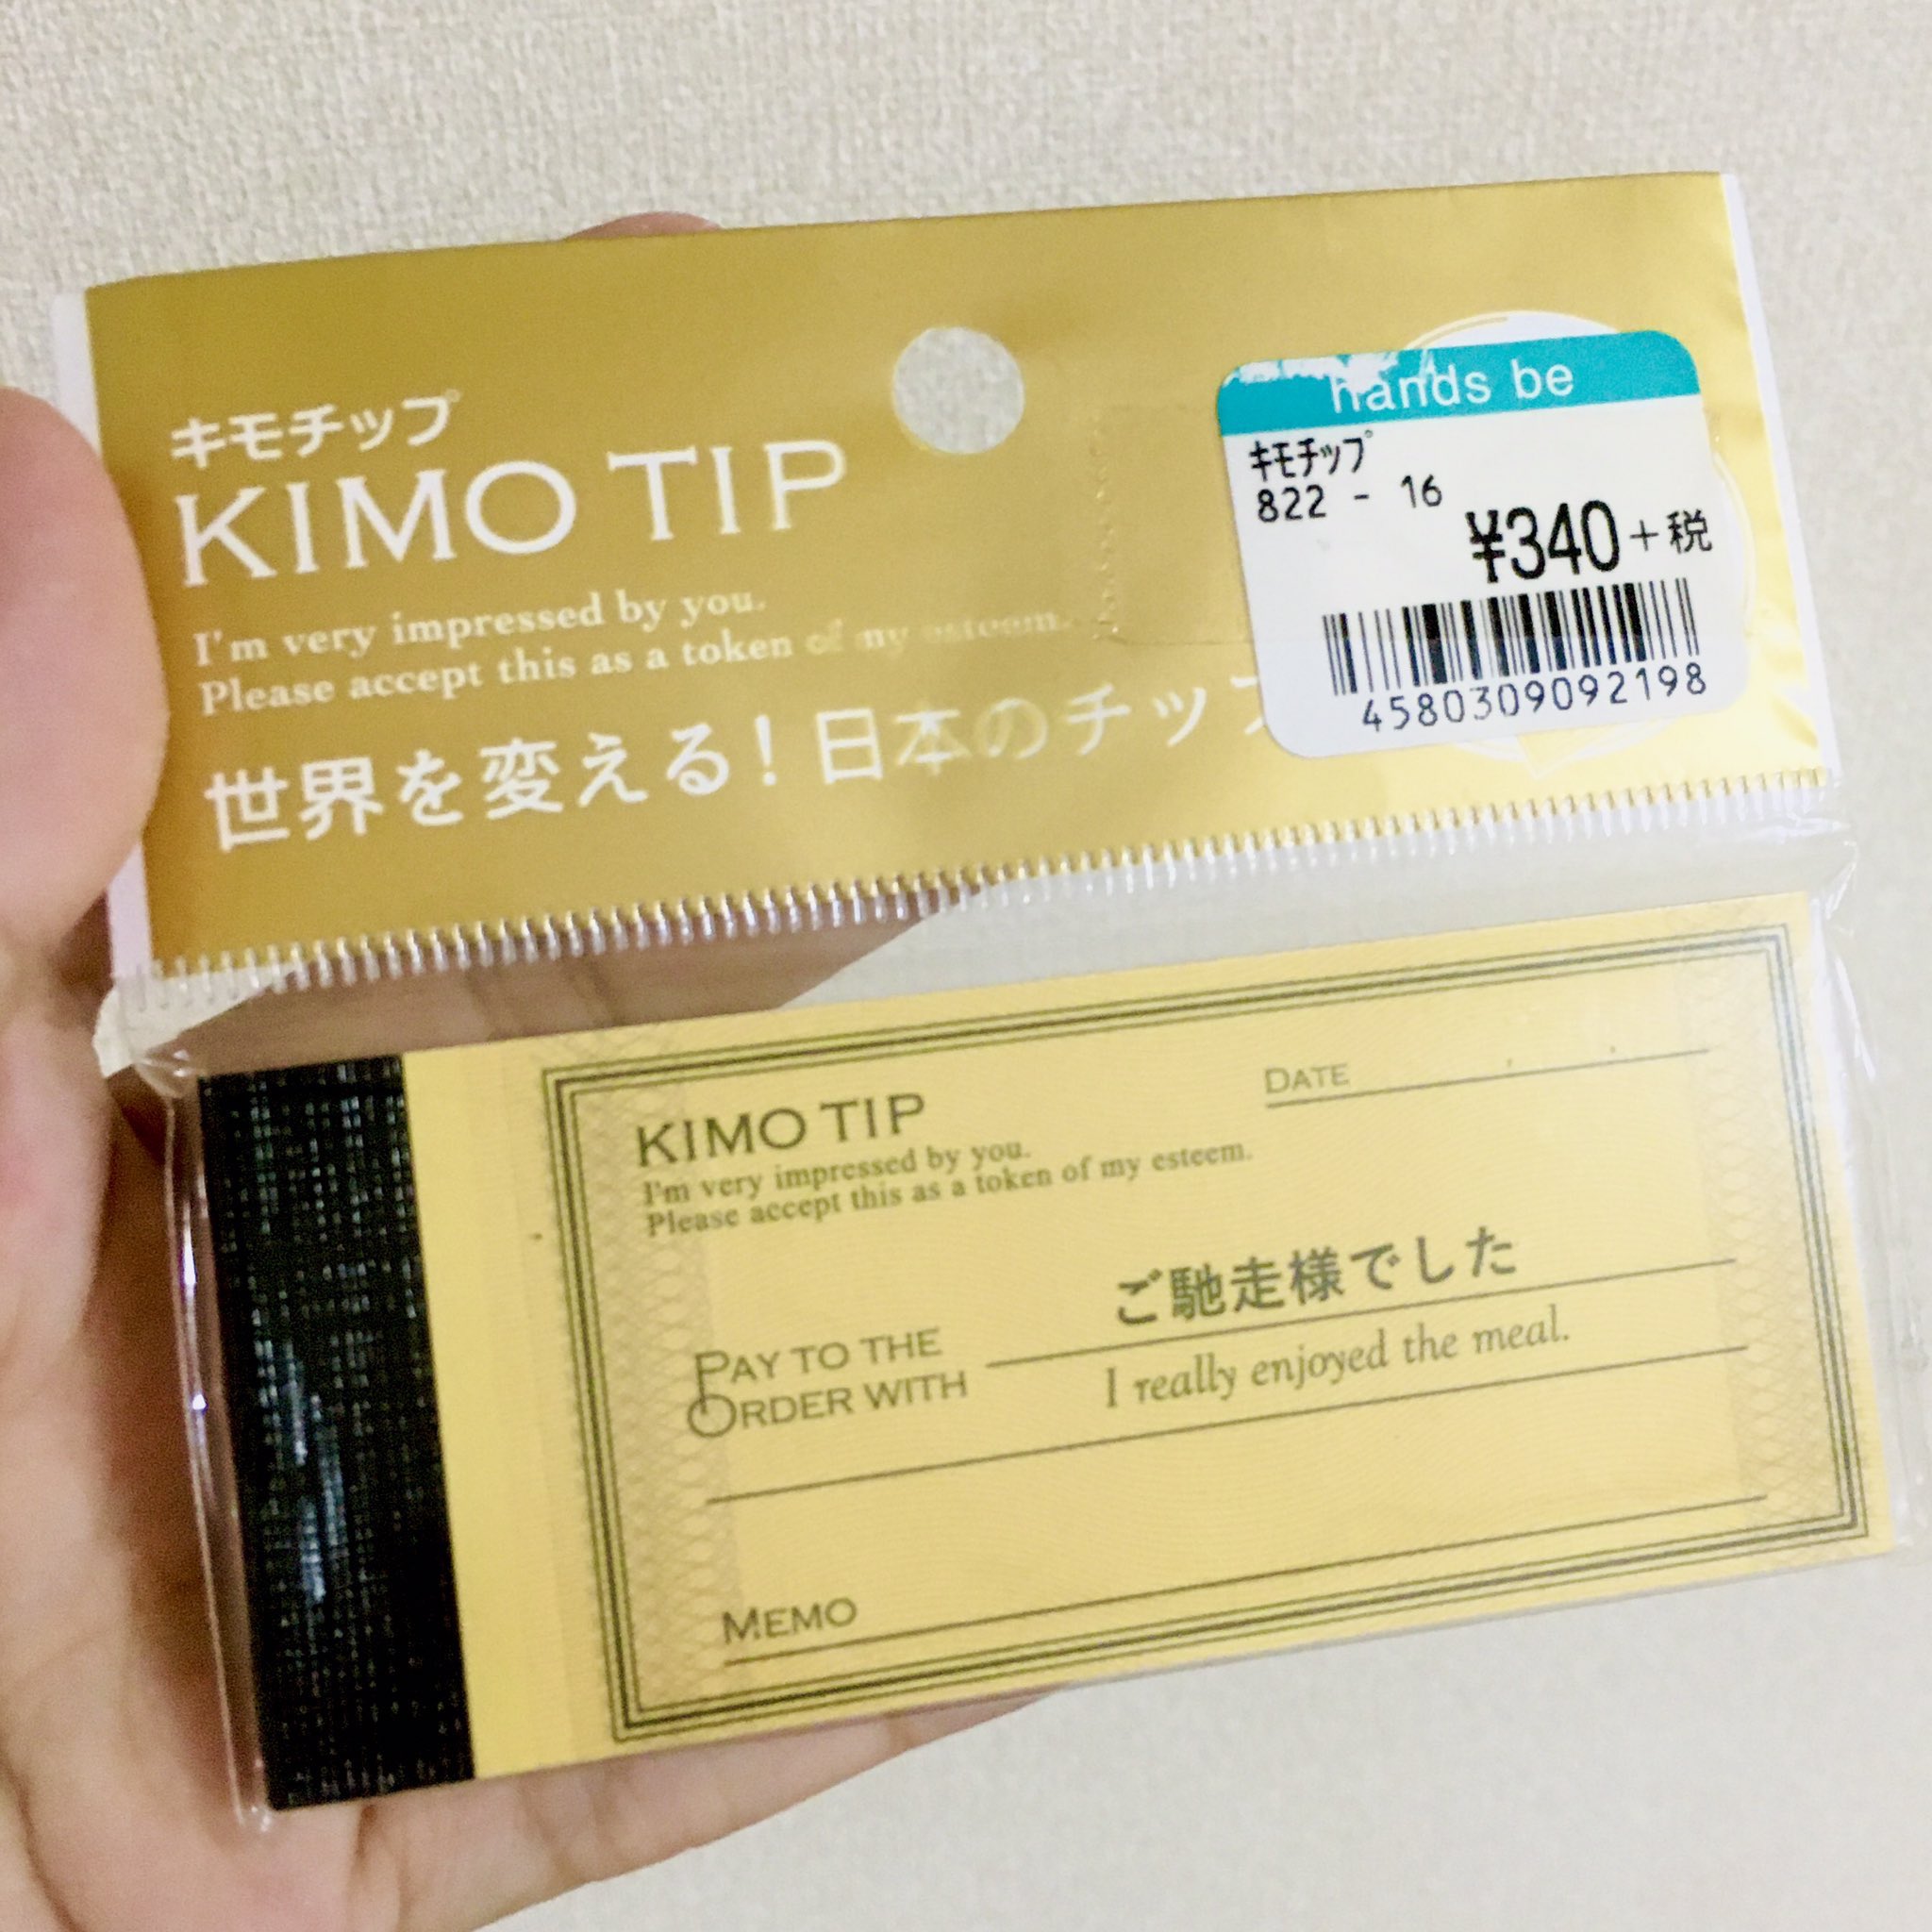 キモチップ
KIMO TIP
I'm very impressed by you.
Please accept this as a token of my esteem.
世界を変える！日本のチップ
hands be
キモチップ
822 - 16
¥340+税
4580309092198
KIMO TIP
I'm very impressed by you.
Please accept this as a token of my esteem.
DATE
ご馳走様でした
PAY TO THE
ORDER WITH
I really enjoyed the meal.
MEMO